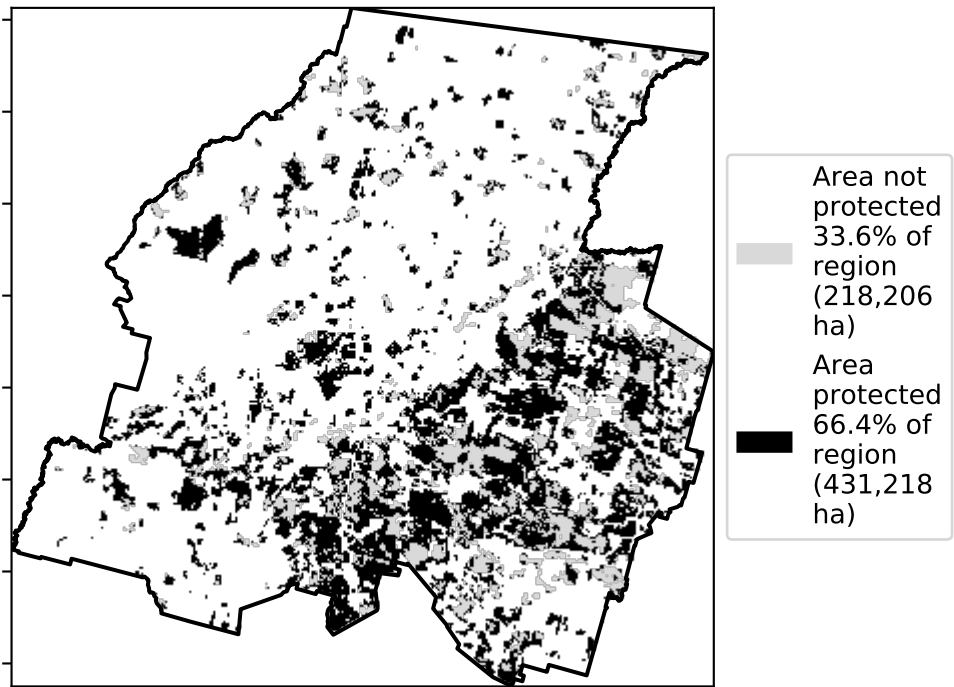 Area not
protected
33.6% of
region
(218,206
ha)
Area
protected
66.4% of
region
(431,218
ha)